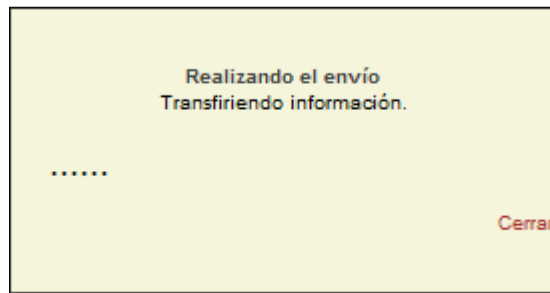 Realizando el envío
Transfiriendo información.
......
Cerrar